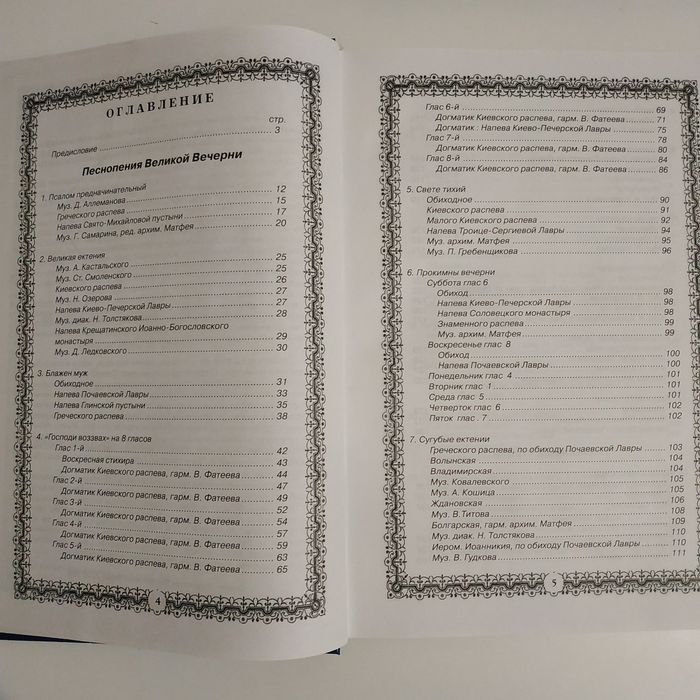 ОГЛАВЛЕНИЕ
стр.
Предисловие 3
Песнопения Великой Вечерни
1. Псалом предначинательный 12
Муз. Д. Аллеманова 15
Греческого распева 17
Напева Свято-Михайловой пустыни 20
Муз. Г. Самарина, ред. архим. Матфея
2. Великая ектения 25
Муз. А. Кастальского 25
Муз. Ст. Смоленского 26
Киевского распева 27
Муз. Н. Озерова 27
Напева Киево-Печерской Лавры 28
Муз. диак. Н. Толстякова
Напева Крещатинского Иоанно-Богословского
монастыря 29
Муз. Д. Ледковского 30
3. Блажен муж
Обиходное 31
Напева Почаевской Лавры 33
Напева Глинской пустыни 35
Греческого распева 38
4. «Господи воззвах» на 8 гласов
Глас 1-й 42
Воскресная стихира 43
Догматик Киевского распева, гарм. В. Фатеева 44
Глас 2-й 47
Догматик Киевского распева, гарм. В. Фатеева 49
Глас 3-й 52
Догматик Киевского распева, гарм. В. Фатеева 54
Глас 4-й 57
Догматик Киевского распева, гарм. В. Фатеева 59
Глас 5-й 63
Догматик Киевского распева, гарм. В. Фатеева 65
4
Глас 6-й 69
Догматик Киевского распева, гарм. В. Фатеева 71
Догматик : Напева Киево-Печерской Лавры 75
Глас 7-й 78
Догматик Киевского распева, гарм. В. Фатеева 80
Глас 8-й 84
Догматик Киевского распева, гарм. В. Фатеева 86
5. Свете тихий
Обиходное 90
Киевского распева 91
Малого Киевского распева 92
Напева Троице-Сергиевой Лавры 94
Муз. архим. Матфея 95
Муз. П. Гребенщикова 96
6. Прокимны вечерни
Суббота глас 6
Обиход 98
Напева Киево-Печерской Лавры 98
Напева Соловецкого монастыря 99
Знаменного распева 99
Муз. архим. Матфея 99
Воскресенье глас 8
Обиход 100
Напева Почаевской Лавры 100
Понедельник глас 4 101
Вторник глас 1 101
Среда глас 5 101
Четверток глас 6 102
Пяток глас . 7 102
7. Сугубые ектении
Греческого распева, по обиходу Почаевской Лавры 103
Волынская 104
Владимирская 104
Муз. Ковалевского 105
Муз. А. Кошица 105
Ждановская 106
Муз. В.Титова 108
Болгарская, гарм. архим. Матфея 109
Муз. диак. Н. Толстякова 110
Иером. Иоанникия, по обиходу Почаевской Лавры 110
Муз. В. Гудкова 111
5